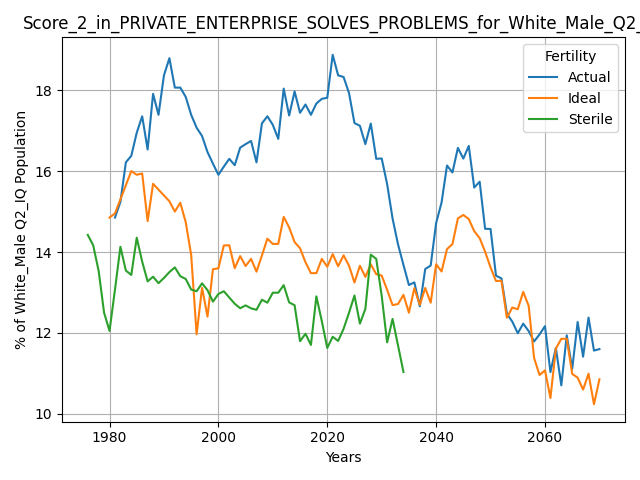 Score_2_in_PRIVATE_ENTERPRISE_SOLVES_PROBLEMS_for_White_Male_Q2_
Fertility
Actual
Ideal
Sterile
% of White_Male Q2_IQ Population
18
16
14
12
10
1980
2000
2020
2040
2060
Years